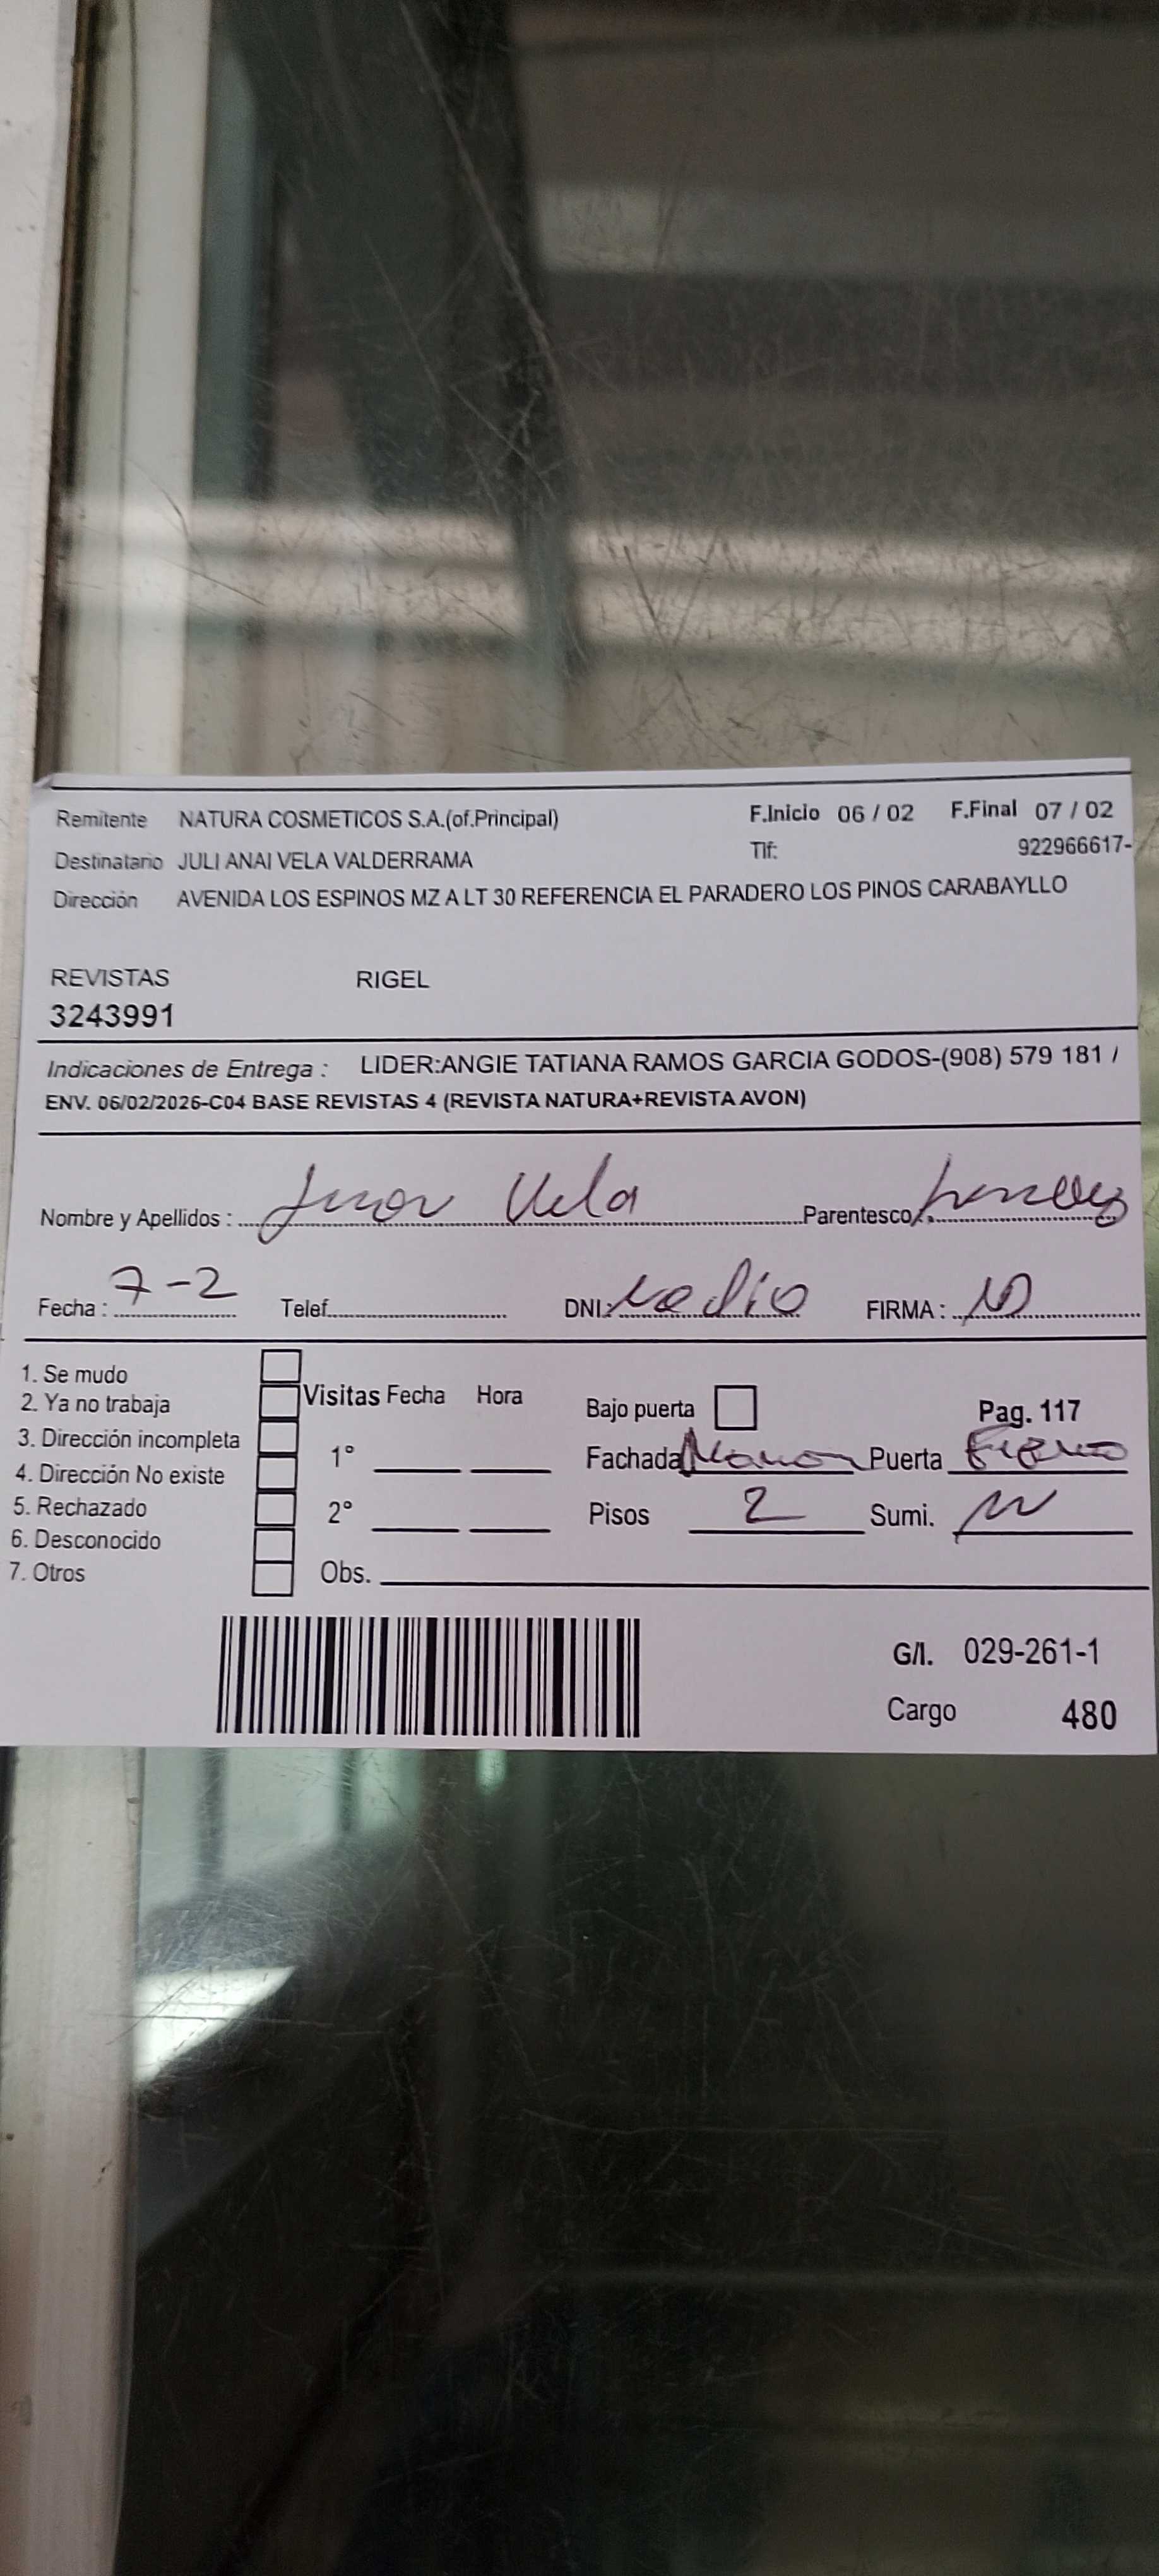 Remitente NATURA COSMETICOS S.A.(of.Principal) F.Inicio 06 / 02 F.Final 07 / 02
Destinatario JULI ANAI VELA VALDERRAMA Tlf: 922966617-
Dirección AVENIDA LOS ESPINOS MZ A LT 30 REFERENCIA EL PARADERO LOS PINOS CARABAYLLO
REVISTAS RIGEL
3243991
Indicaciones de Entrega : LIDER:ANGIE TATIANA RAMOS GARCIA GODOS-(908) 579 181 /
ENV. 06/02/2026-C04 BASE REVISTAS 4 (REVISTA NATURA+REVISTA AVON)
Nombre y Apellidos : Vela Parentesco
Fecha : 7-2 Telef. DNI: FIRMA :
1. Se mudo
2. Ya no trabaja Visitas Fecha Hora Bajo puerta Pag. 117
3. Dirección incompleta 1° Fachada Puerta
4. Dirección No existe
5. Rechazado 2° Pisos 2 Sumi.
6. Desconocido
7. Otros Obs.
G/I. 029-261-1
Cargo 480